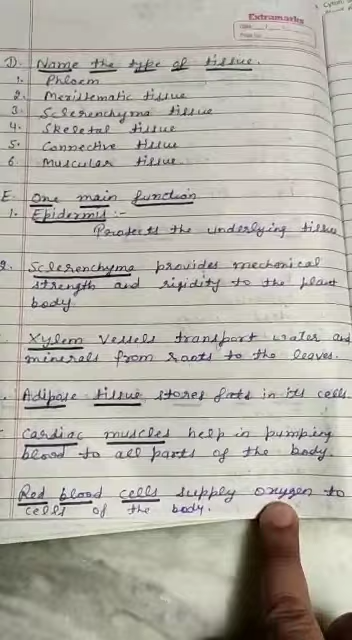 Extramarks
D. Name the type of tissue.
1. Phloem
2. Meristematic tissue
3. Sclerenchyma tissue
4. Skeletal tissue
5. Connective tissue
6. Muscular tissue.
E One main function
1. Epidermis :-
Protects the underlying tissue
2. Sclerenchyma provides mechonical
strength and rigidity to the plant
body
Xylem vessels transport water and
minerals from roots to the leaves.
Adipose tissue stores fats in its cells
Cardiac muscles help in pumping
blood to all parts of the body.
Red blood cells supply oxygen to
cells of the body.